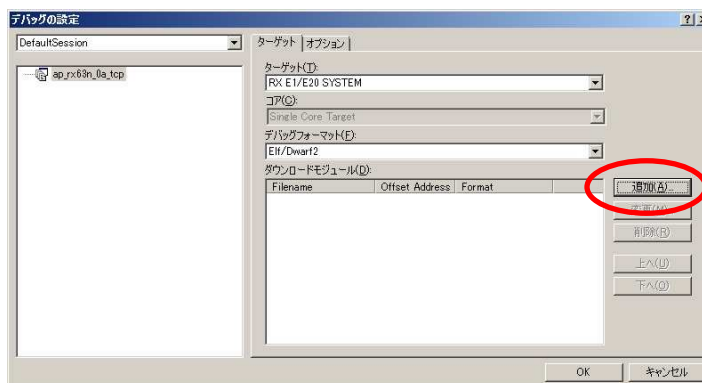 デバッグの設定
DefaultSession
ap_rx63n_0a_tcp
ターゲット オプション
ターゲット(T):
RX E1/E20 SYSTEM
コア(C):
Single Core Target
デバッグフォーマット(F):
Elf/Dwarf2
ダウンロードモジュール(D):
Filename Offset Address Format
追加(A)...
変更(M)...
削除(R)
上へ(U)
下へ(O)
OK キャンセル